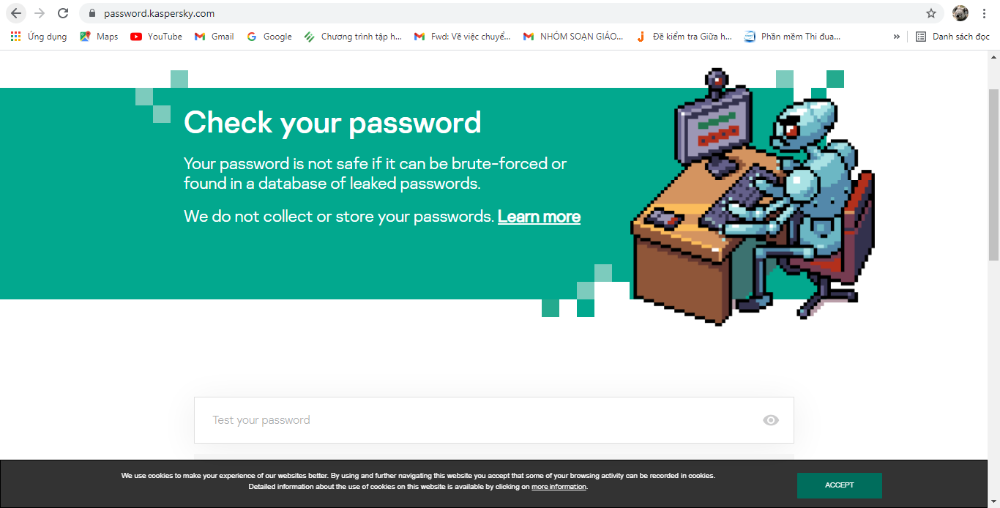 password.kaspersky.com
Ứng dụng Maps YouTube Gmail Google Chương trình tập h... Fwd: Về việc chuyể... NHÓM SOẠN GIÁO... Đề kiểm tra Giữa h... Phần mềm Thi đua... » Danh sách đọc
Check your password
Your password is not safe if it can be brute-forced or
found in a database of leaked passwords.
We do not collect or store your passwords. Learn more
Test your password
We use cookies to make your experience of our websites better. By using and further navigating this website you accept that some of your browsing activity can be recorded in cookies.
Detailed information about the use of cookies on this website is available by clicking on more information.
ACCEPT